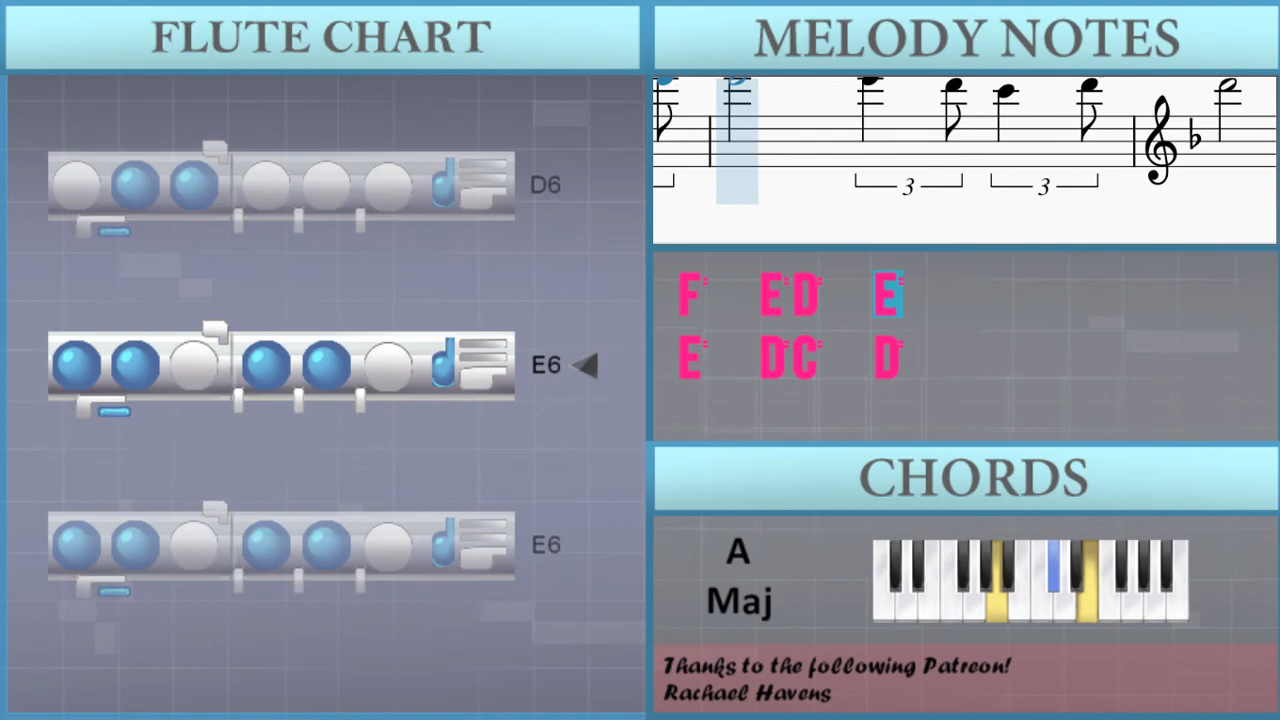 FLUTE CHART
D6
E6
E6
MELODY NOTES
3 3
F E D E
E D C D
CHORDS
A
Maj
Thanks to the following Patreon!
Rachael Havens